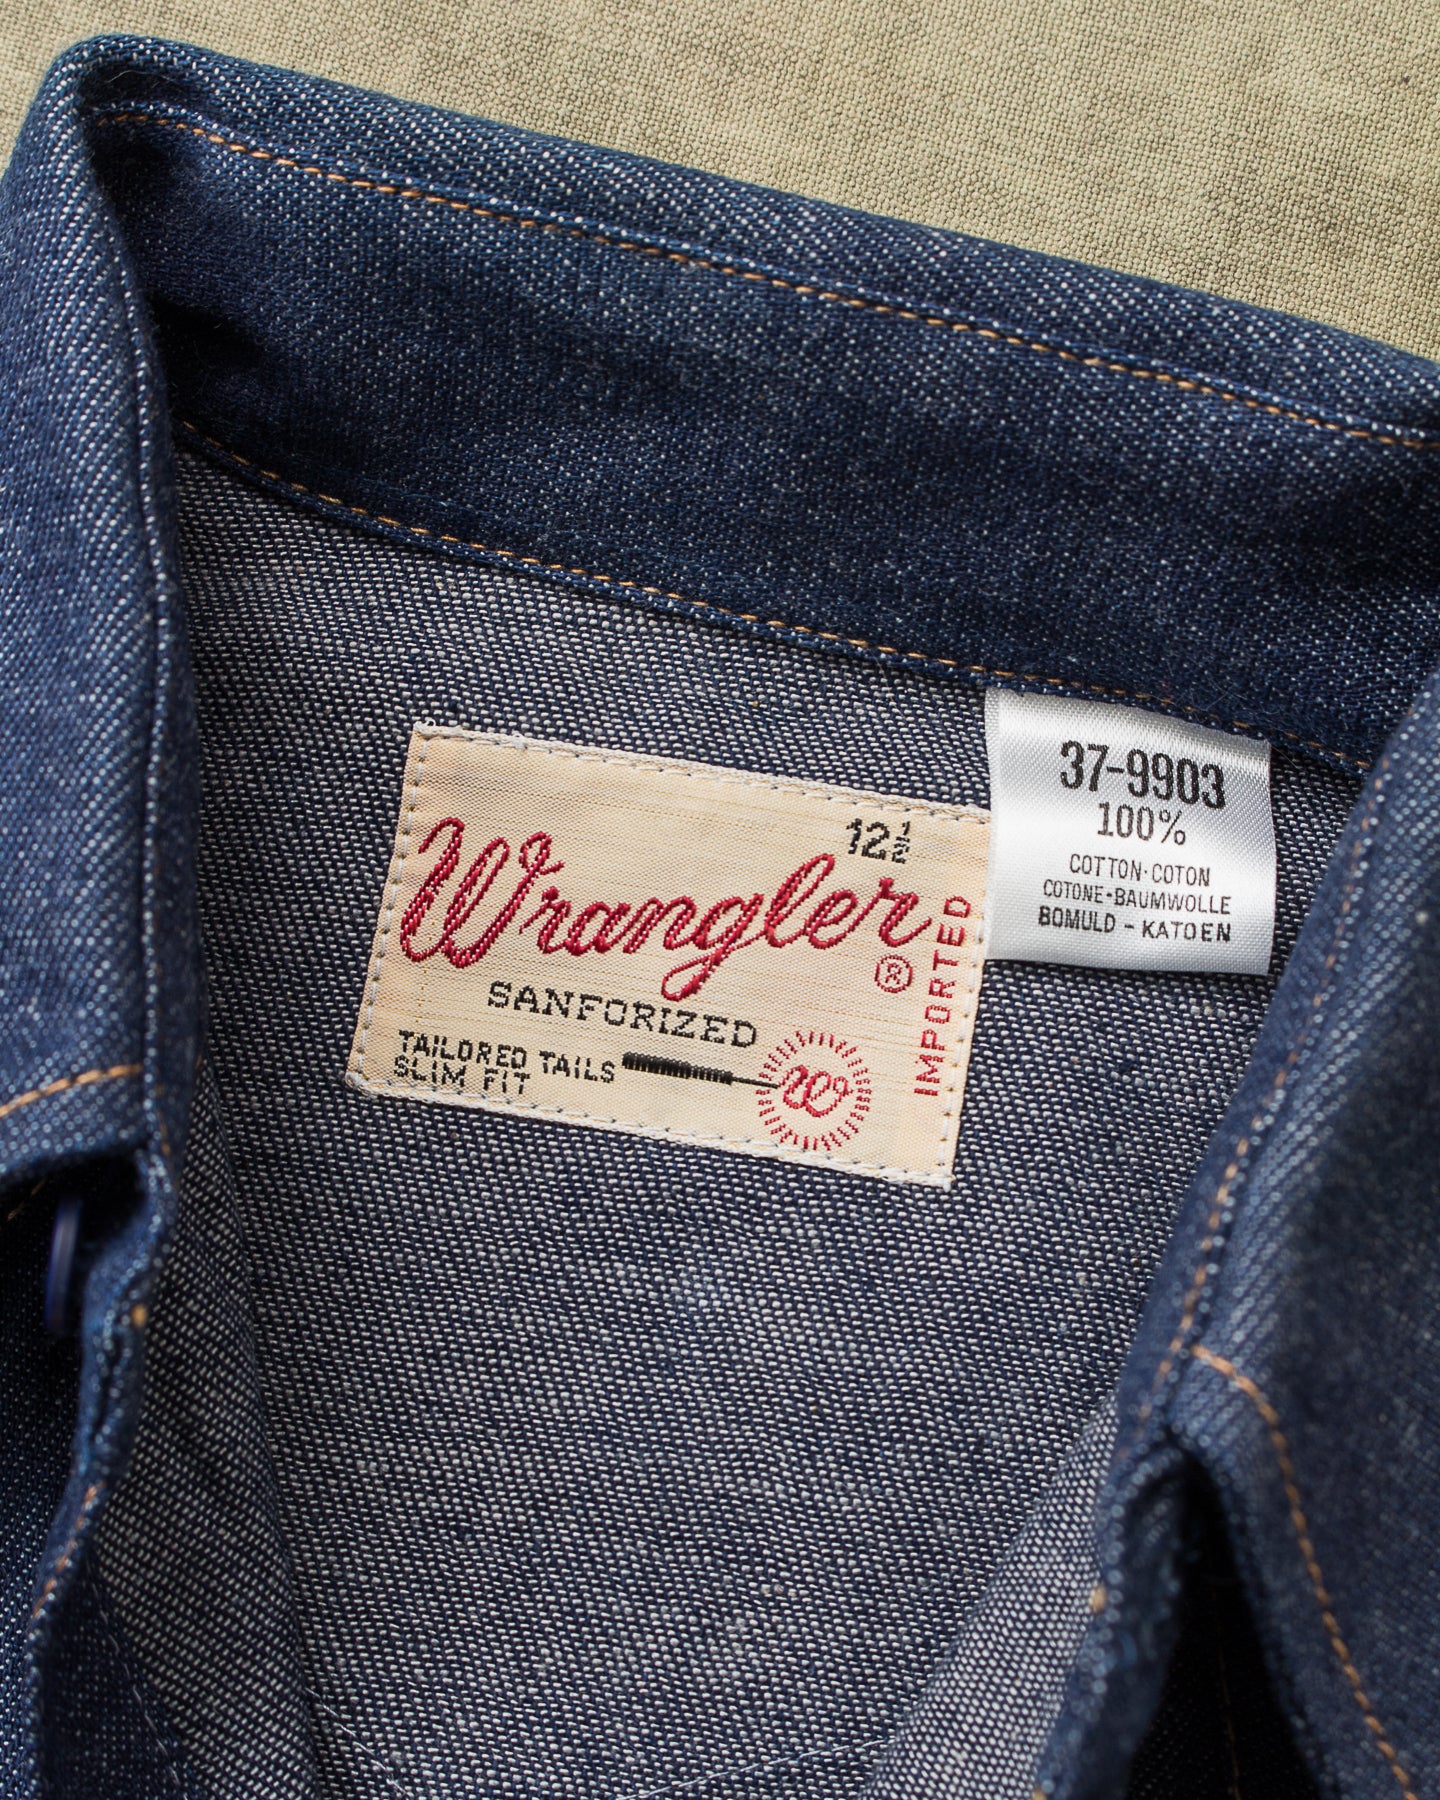 12½
Wrangler®
SANFORIZED
TAILORED TAILS
SLIM FIT
W
IMPORTED
37-9903
100%
COTTON·COTON
COTONE-BAUMWOLLE
BOMULD - KATOEN